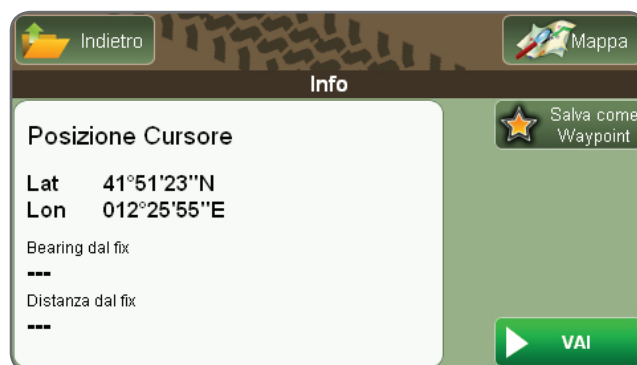 Indietro
Mappa
Info
Posizione Cursore
Salva come
Waypoint
Lat 41°51'23"N
Lon 012°25'55"E
Bearing dal fix
---
Distanza dal fix
---
VAI